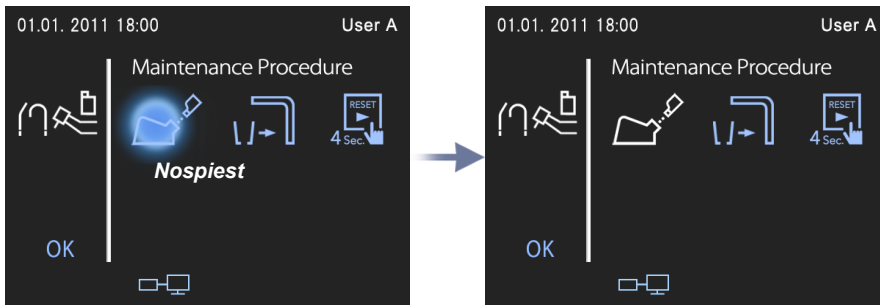 01.01. 2011 18:00 User A
Maintenance Procedure
RESET
4 Sec.
Nospiest
OK
01.01. 2011 18:00 User A
Maintenance Procedure
RESET
4 Sec.
OK